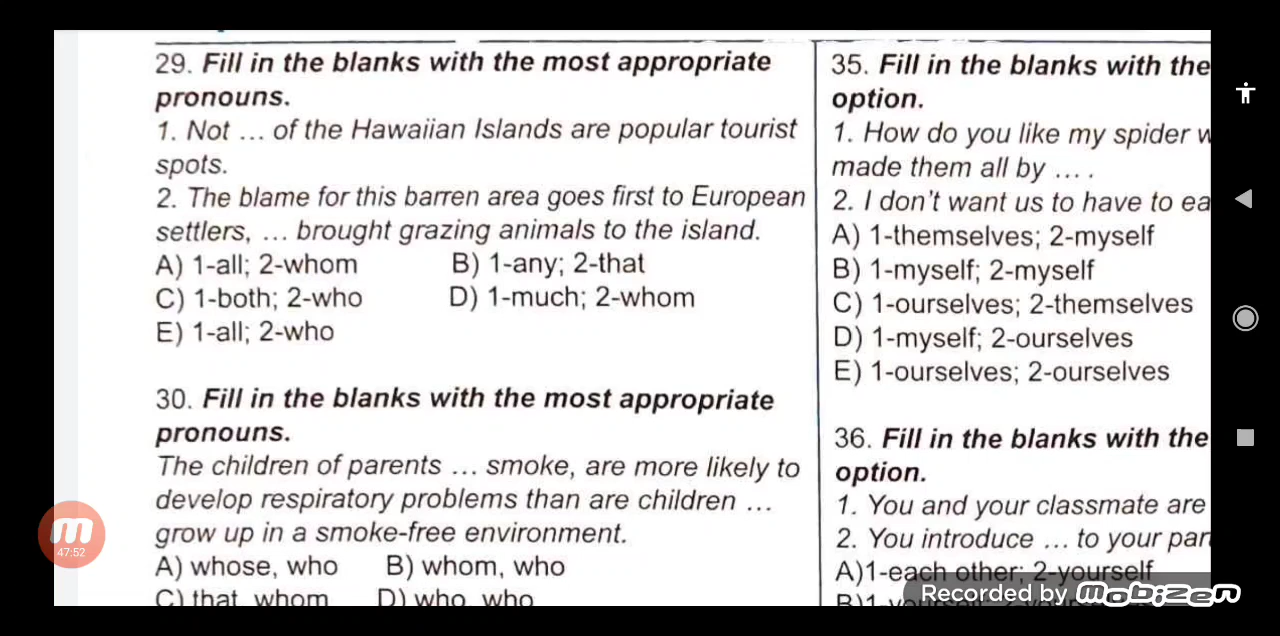 29. Fill in the blanks with the most appropriate
pronouns.
1. Not ... of the Hawaiian Islands are popular tourist
spots.
2. The blame for this barren area goes first to European
settlers, ... brought grazing animals to the island.
A) 1-all; 2-whom B) 1-any; 2-that
C) 1-both; 2-who D) 1-much; 2-whom
E) 1-all; 2-who
30. Fill in the blanks with the most appropriate
pronouns.
The children of parents ... smoke, are more likely to
develop respiratory problems than are children ...
grow up in a smoke-free environment.
A) whose, who B) whom, who
C) that, whom D) who, who
35. Fill in the blanks with the
option.
1. How do you like my spider
made them all by ... .
2. I don't want us to have to
A) 1-themselves; 2-myself
B) 1-myself; 2-myself
C) 1-ourselves; 2-themselves
D) 1-myself; 2-ourselves
E) 1-ourselves; 2-ourselves
36. Fill in the blanks with the
option.
1. You and your classmate are
2. You introduce ... to your
A)1-each other; 2-yourself
47:52
Recorded by Mobizen